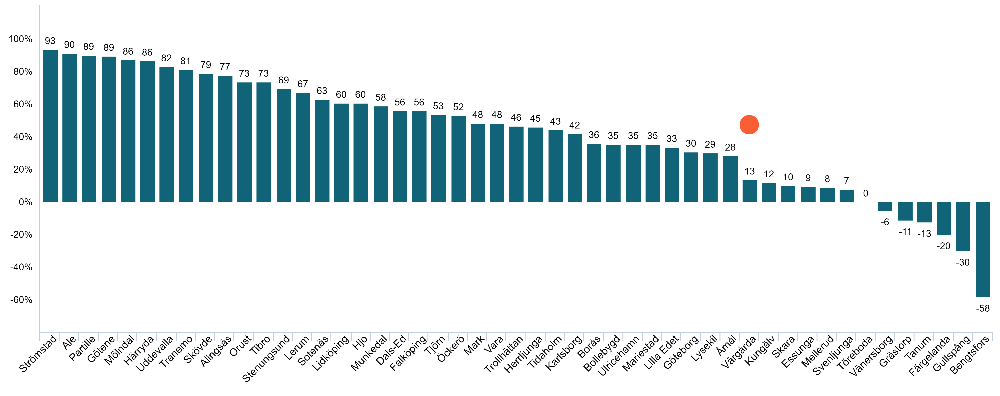 100%
80%
60%
40%
20%
0%
-20%
-40%
-60%
93 90 89 89 86 86 82 81 79 77 73 73 69 67 63 60 60 58 56 56 53 52 48 48 46 45 43 42 36 35 35 35 33 30 29 28 13 12 10 9 8 7 0 -6 -11 -13 -20 -30 -58
Strömstad
Ale
Partille
Götene
Mölndal
Härryda
Uddevalla
Tranemo
Skövde
Alingsås
Orust
Tibro
Stenungsund
Lerum
Sotenäs
Lidköping
Hjo
Munkedal
Dals-Ed
Falköping
Tjörn
Öckerö
Mark
Vara
Trollhättan
Herrljunga
Tidaholm
Karlsborg
Borås
Bollebygd
Ulricehamn
Mariestad
Lilla Edet
Göteborg
Lysekil
Åmål
Vårgårda
Kungälv
Skara
Essunga
Mellerud
Svenljunga
Töreboda
Vänersborg
Grästorp
Tanum
Färgelanda
Gullspång
Bengtsfors